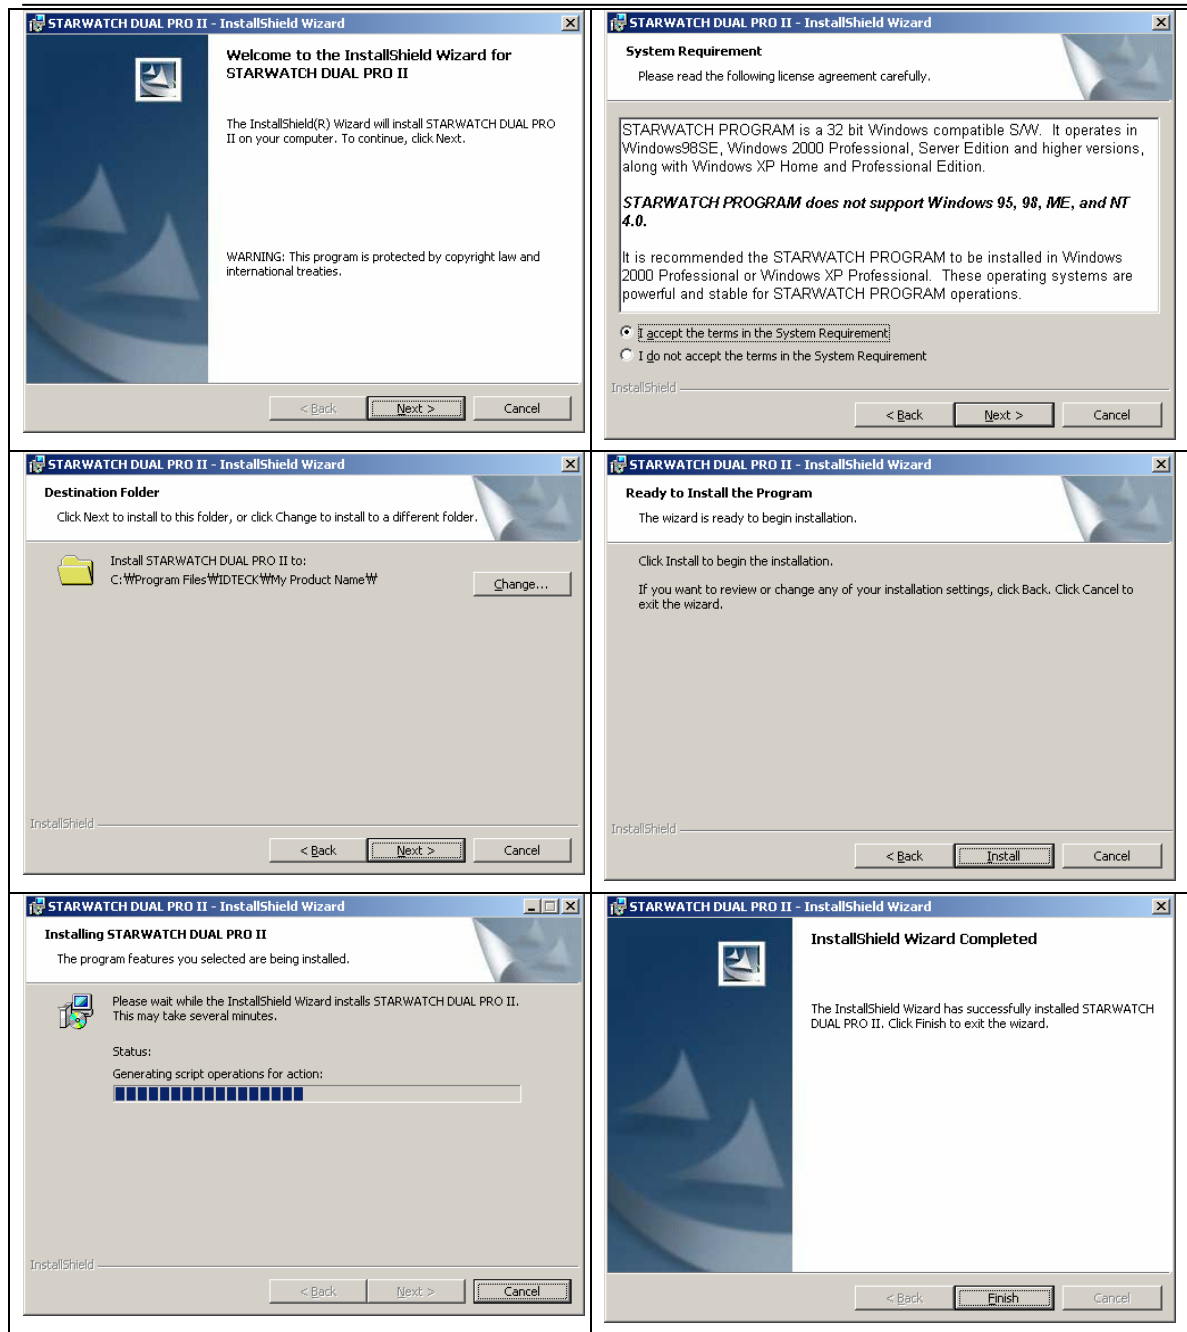 STARWATCH DUAL PRO II - InstallShield Wizard
Welcome to the InstallShield Wizard for
STARWATCH DUAL PRO II
The InstallShield(R) Wizard will install STARWATCH DUAL PRO
II on your computer. To continue, click Next.
WARNING: This program is protected by copyright law and
international treaties.
< Back
Next >
Cancel
STARWATCH DUAL PRO II - InstallShield Wizard
System Requirement
Please read the following license agreement carefully.
STARWATCH PROGRAM is a 32 bit Windows compatible S/W. It operates in
Windows98SE, Windows 2000 Professional, Server Edition and higher versions,
along with Windows XP Home and Professional Edition.
STARWATCH PROGRAM does not support Windows 95, 98, ME, and NT
4.0.
It is recommended the STARWATCH PROGRAM to be installed in Windows
2000 Professional or Windows XP Professional. These operating systems are
powerful and stable for STARWATCH PROGRAM operations.
I accept the terms in the System Requirement
I do not accept the terms in the System Requirement
InstallShield
< Back
Next >
Cancel
STARWATCH DUAL PRO II - InstallShield Wizard
Destination Folder
Click Next to install to this folder, or click Change to install to a different folder.
Install STARWATCH DUAL PRO II to:
C:₩Program Files₩IDTECK₩My Product Name₩
Change...
InstallShield
< Back
Next >
Cancel
STARWATCH DUAL PRO II - InstallShield Wizard
Ready to Install the Program
The wizard is ready to begin installation.
Click Install to begin the installation.
If you want to review or change any of your installation settings, click Back. Click Cancel to
exit the wizard.
InstallShield
< Back
Install
Cancel
STARWATCH DUAL PRO II - InstallShield Wizard
Installing STARWATCH DUAL PRO II
The program features you selected are being installed.
Please wait while the InstallShield Wizard installs STARWATCH DUAL PRO II.
This may take several minutes.
Status:
Generating script operations for action:
InstallShield
< Back
Next >
Cancel
STARWATCH DUAL PRO II - InstallShield Wizard
InstallShield Wizard Completed
The InstallShield Wizard has successfully installed STARWATCH
DUAL PRO II. Click Finish to exit the wizard.
< Back
Finish
Cancel